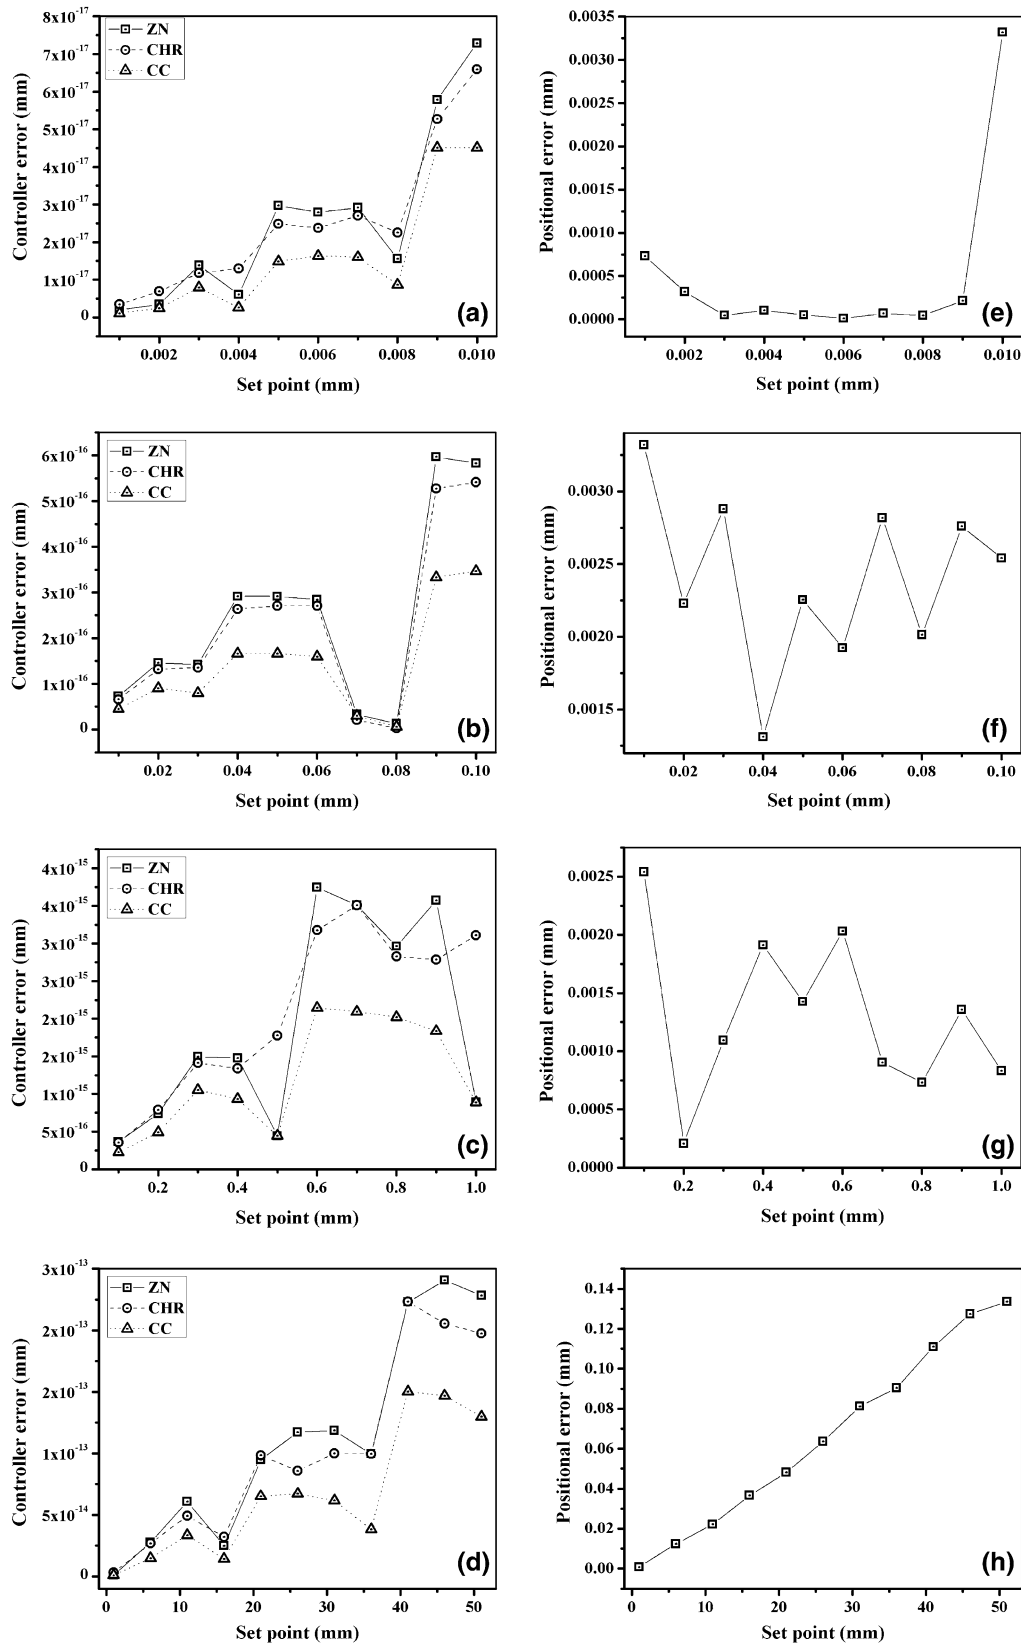 8x10⁻¹⁷
7x10⁻¹⁷
6x10⁻¹⁷
5x10⁻¹⁷
4x10⁻¹⁷
3x10⁻¹⁷
2x10⁻¹⁷
1x10⁻¹⁷
0
Controller error (mm)
ZN
CHR
CC
(a)
0.002 0.004 0.006 0.008 0.010
Set point (mm)
0.0035
0.0030
0.0025
0.0020
0.0015
0.0010
0.0005
0.0000
Positional error (mm)
(e)
0.002 0.004 0.006 0.008 0.010
Set point (mm)
6x10⁻¹⁶
5x10⁻¹⁶
4x10⁻¹⁶
3x10⁻¹⁶
2x10⁻¹⁶
1x10⁻¹⁶
0
Controller error (mm)
ZN
CHR
CC
(b)
0.02 0.04 0.06 0.08 0.10
Set point (mm)
0.0030
0.0025
0.0020
0.0015
Positional error (mm)
(f)
0.02 0.04 0.06 0.08 0.10
Set point (mm)
4x10⁻¹⁵
4x10⁻¹⁵
3x10⁻¹⁵
3x10⁻¹⁵
2x10⁻¹⁵
2x10⁻¹⁵
1x10⁻¹⁵
5x10⁻¹⁶
0
Controller error (mm)
ZN
CHR
CC
(c)
0.2 0.4 0.6 0.8 1.0
Set point (mm)
0.0025
0.0020
0.0015
0.0010
0.0005
0.0000
Positional error (mm)
(g)
0.2 0.4 0.6 0.8 1.0
Set point (mm)
3x10⁻¹³
2x10⁻¹³
2x10⁻¹³
1x10⁻¹³
5x10⁻¹⁴
0
Controller error (mm)
ZN
CHR
CC
(d)
0 10 20 30 40 50
Set point (mm)
0.14
0.12
0.10
0.08
0.06
0.04
0.02
0.00
Positional error (mm)
(h)
0 10 20 30 40 50
Set point (mm)